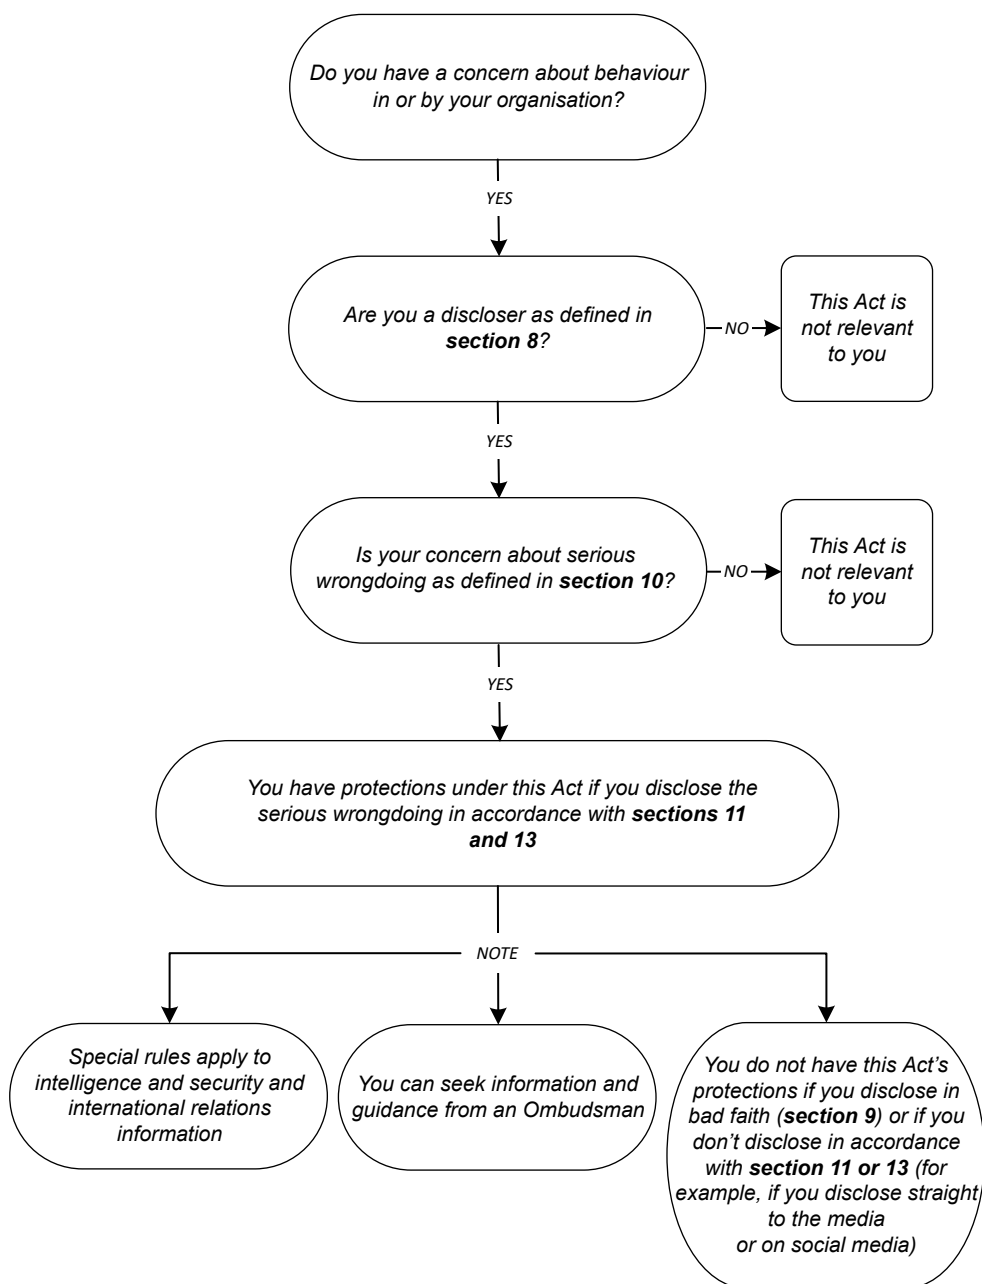 Do you have a concern about behaviour
in or by your organisation?
YES
Are you a discloser as defined in
section 8?
NO
This Act is
not relevant
to you
YES
Is your concern about serious
wrongdoing as defined in section 10?
NO
This Act is
not relevant
to you
YES
You have protections under this Act if you disclose the
serious wrongdoing in accordance with sections 11
and 13
NOTE
Special rules apply to
intelligence and security and
international relations
information
You can seek information and
guidance from an Ombudsman
You do not have this Act’s
protections if you disclose in
bad faith (section 9) or if you
don’t disclose in accordance
with section 11 or 13 (for
example, if you disclose straight
to the media
or on social media)